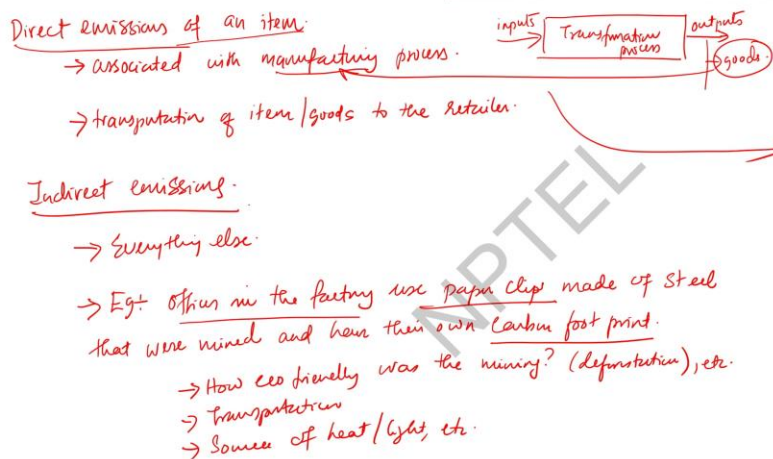 Direct emissions of an item.
inputs Transformation process outputs
goods.
→ associated with manufacturing process.
→ transportation of item/goods to the retailer.
Indirect emissions.
→ Everything else.
→ Eg:- offices in the factory use paper clips made of steel
that were mined and have their own Carbon foot print.
→ How eco friendly was the mining? (deforestation), etc.
→ Transportation
→ Source of heat/light, etc.
NPTEL